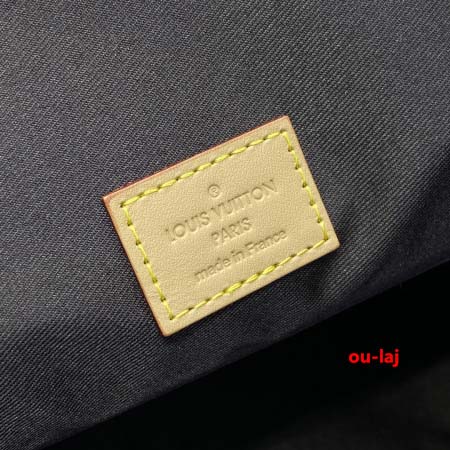 ®
LOUIS VUITTON
PARIS
made in France
ou-laj